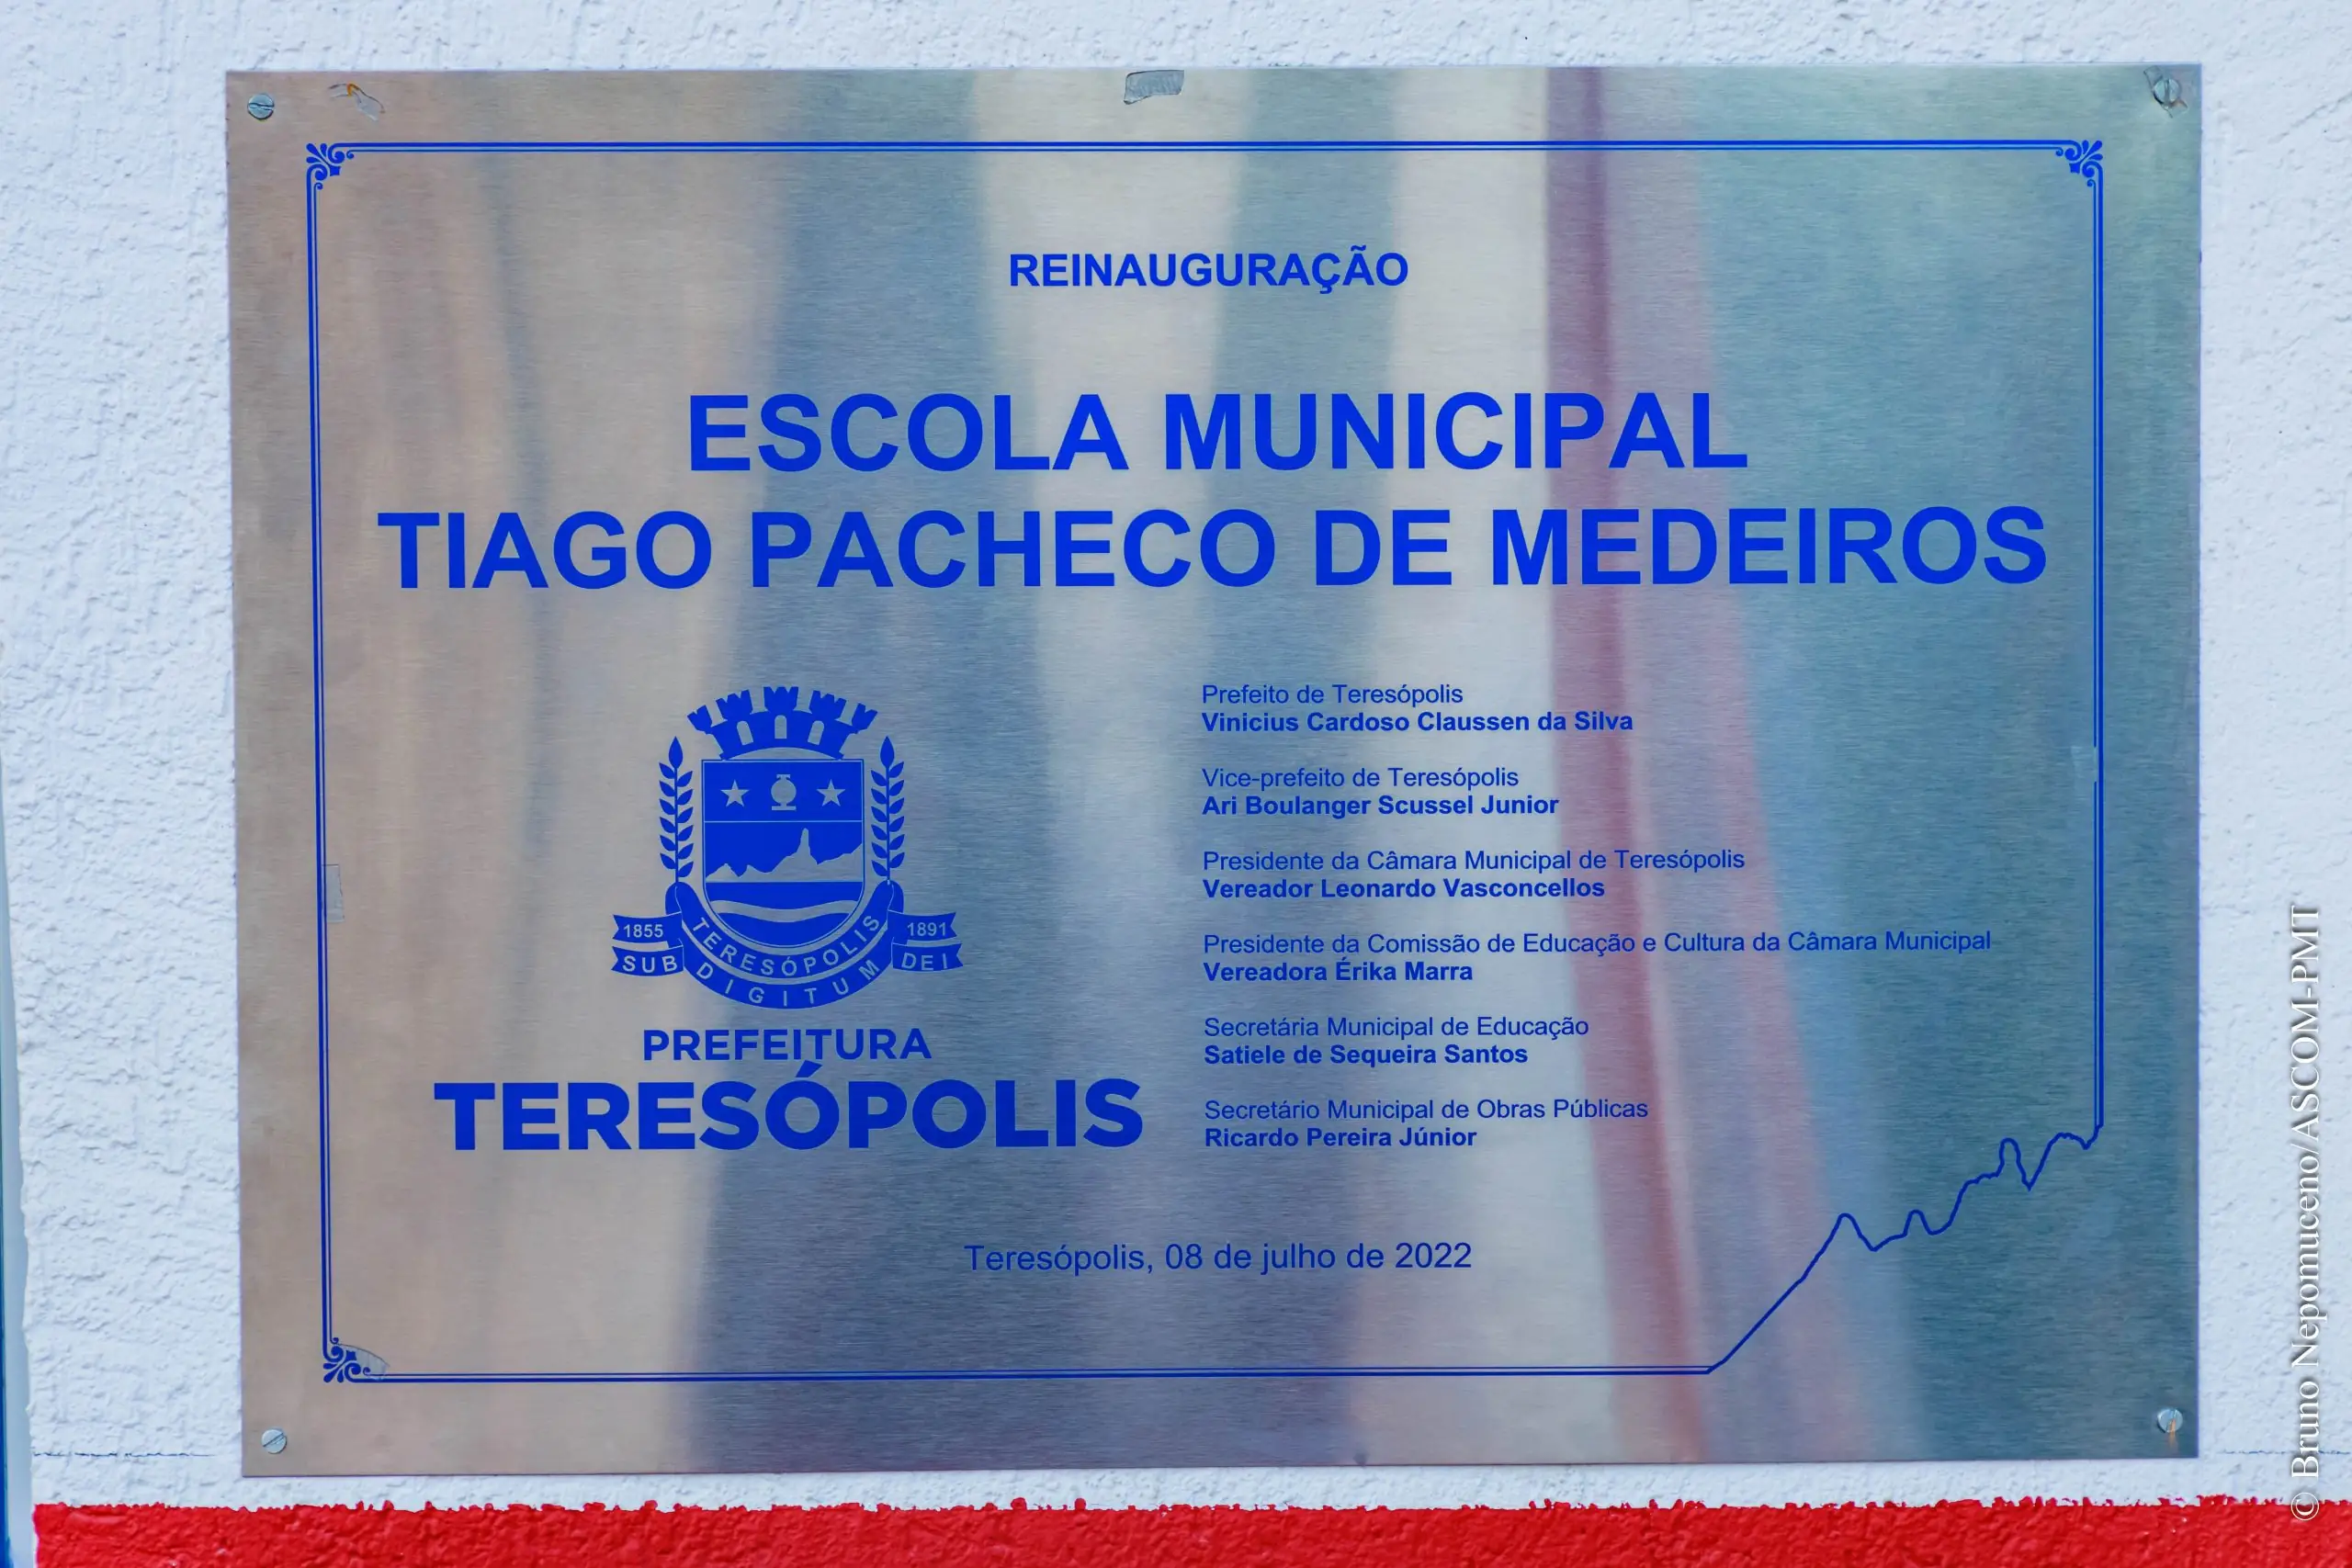 REINAUGURAÇÃO
ESCOLA MUNICIPAL
TIAGO PACHECO DE MEDEIROS
1855
1891
TERESÓPOLIS
SUB DIGITUM DEI
PREFEITURA
TERESÓPOLIS
Prefeito de Teresópolis
Vinicius Cardoso Claussen da Silva
Vice-prefeito de Teresópolis
Ari Boulanger Scussel Junior
Presidente da Câmara Municipal de Teresópolis
Vereador Leonardo Vasconcellos
Presidente da Comissão de Educação e Cultura da Câmara Municipal
Vereadora Érika Marra
Secretária Municipal de Educação
Satiele de Sequeira Santos
Secretário Municipal de Obras Públicas
Ricardo Pereira Júnior
Teresópolis, 08 de julho de 2022
© Bruno Nepomuceno/ASCOM-PMT